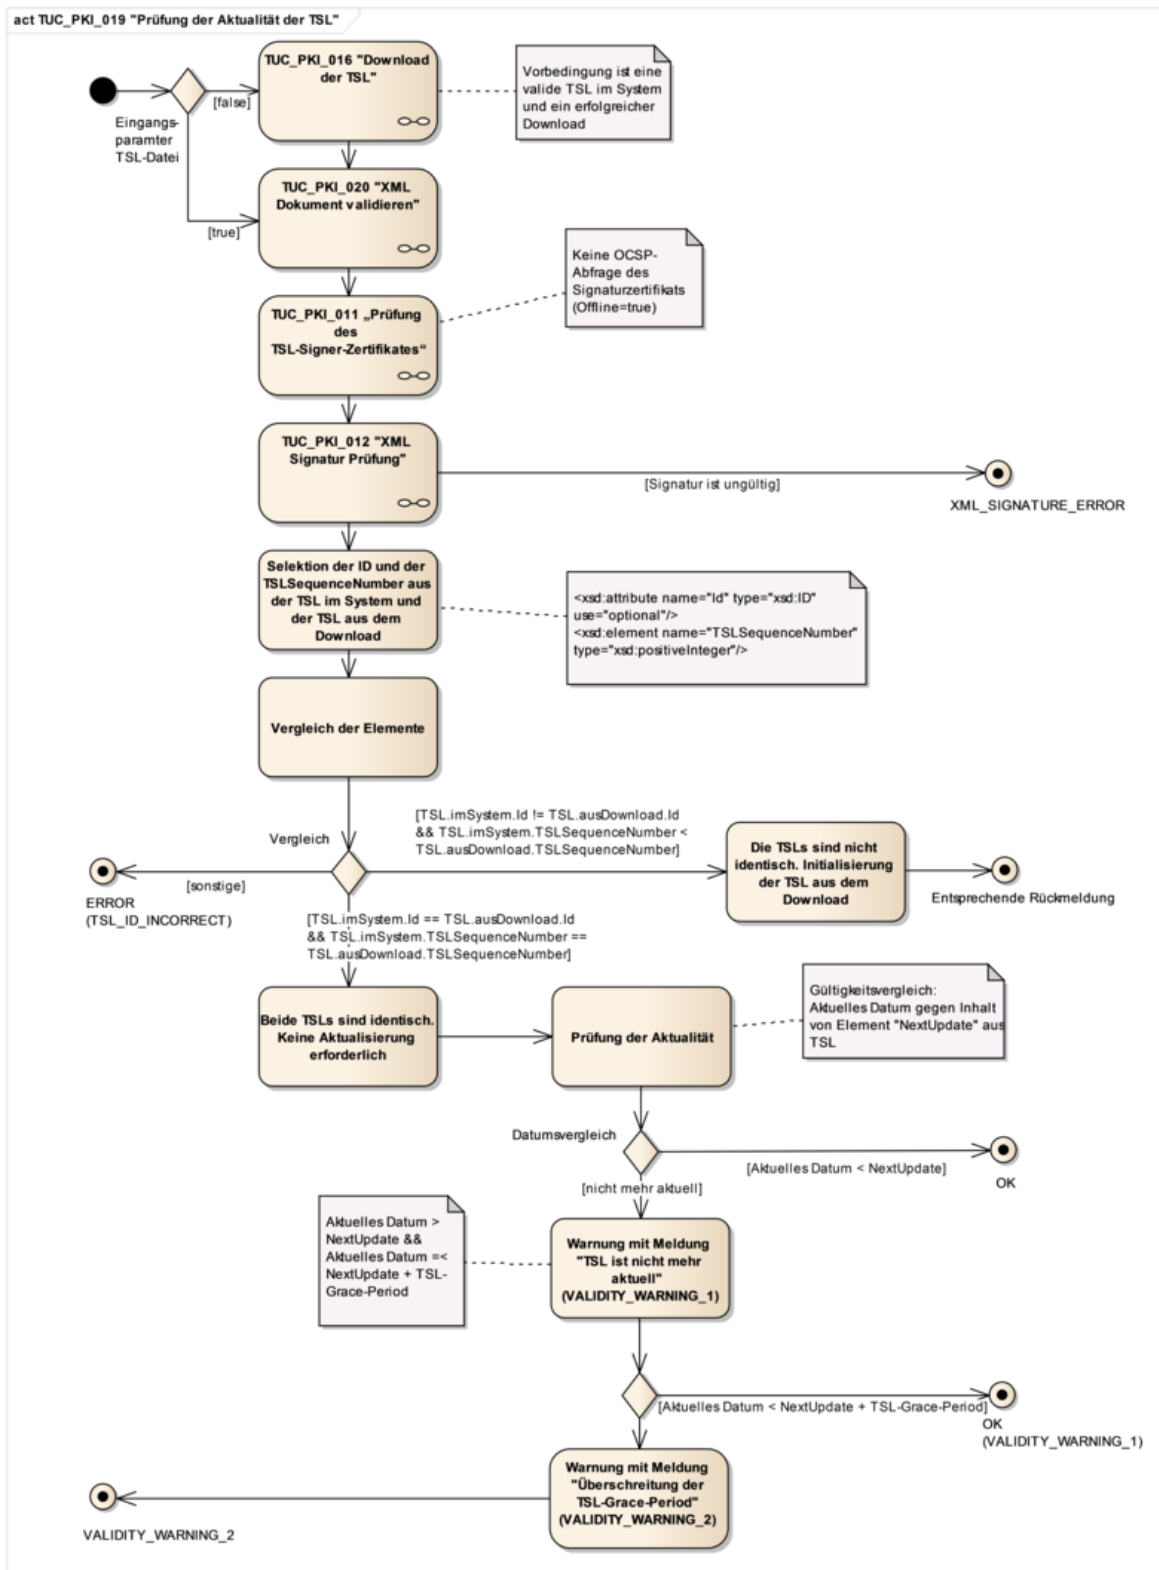 act TUC_PKI_019 "Prüfung der Aktualität der TSL"
TUC_PKI_016 "Download
der TSL"
Vorbedingung ist eine
valide TSL im System
und ein erfolgreicher
Download
[false]
Eingangs-
paramter
TSL-Datei
TUC_PKI_020 "XML
Dokument validieren"
[true]
Keine OCSP-
Abfrage des
Signaturzertifikats
(Offline=true)
TUC_PKI_011 „Prüfung
des
TSL-Signer-Zertifikates“
TUC_PKI_012 "XML
Signatur Prüfung"
[Signatur ist ungültig]
XML_SIGNATURE_ERROR
Selektion der ID und der
TSLSequenceNumber aus
der TSL im System und
der TSL aus dem
Download
<xsd:attribute name="Id" type="xsd:ID"
use="optional"/>
<xsd:element name="TSLSequenceNumber"
type="xsd:positiveInteger"/>
Vergleich der Elemente
[TSL.imSystem.Id != TSL.ausDownload.Id
&& TSL.imSystem.TSLSequenceNumber <
TSL.ausDownload.TSLSequenceNumber]
Vergleich
Die TSLs sind nicht
identisch. Initialisierung
der TSL aus dem
Download
Entsprechende Rückmeldung
[sonstige]
ERROR
(TSL_ID_INCORRECT)
[TSL.imSystem.Id == TSL.ausDownload.Id
&& TSL.imSystem.TSLSequenceNumber ==
TSL.ausDownload.TSLSequenceNumber]
Beide TSLs sind identisch.
Keine Aktualisierung
erforderlich
Prüfung der Aktualität
Gültigkeitsvergleich:
Aktuelles Datum gegen Inhalt
von Element "NextUpdate" aus
TSL
Datumsvergleich
[Aktuelles Datum < NextUpdate]
OK
[nicht mehr aktuell]
Aktuelles Datum >
NextUpdate &&
Aktuelles Datum =<
NextUpdate + TSL-
Grace-Period
Warnung mit Meldung
"TSL ist nicht mehr
aktuell"
(VALIDITY_WARNING_1)
[Aktuelles Datum < NextUpdate + TSL-Grace-Period]
OK
(VALIDITY_WARNING_1)
Warnung mit Meldung
"Überschreitung der
TSL-Grace-Period"
(VALIDITY_WARNING_2)
VALIDITY_WARNING_2